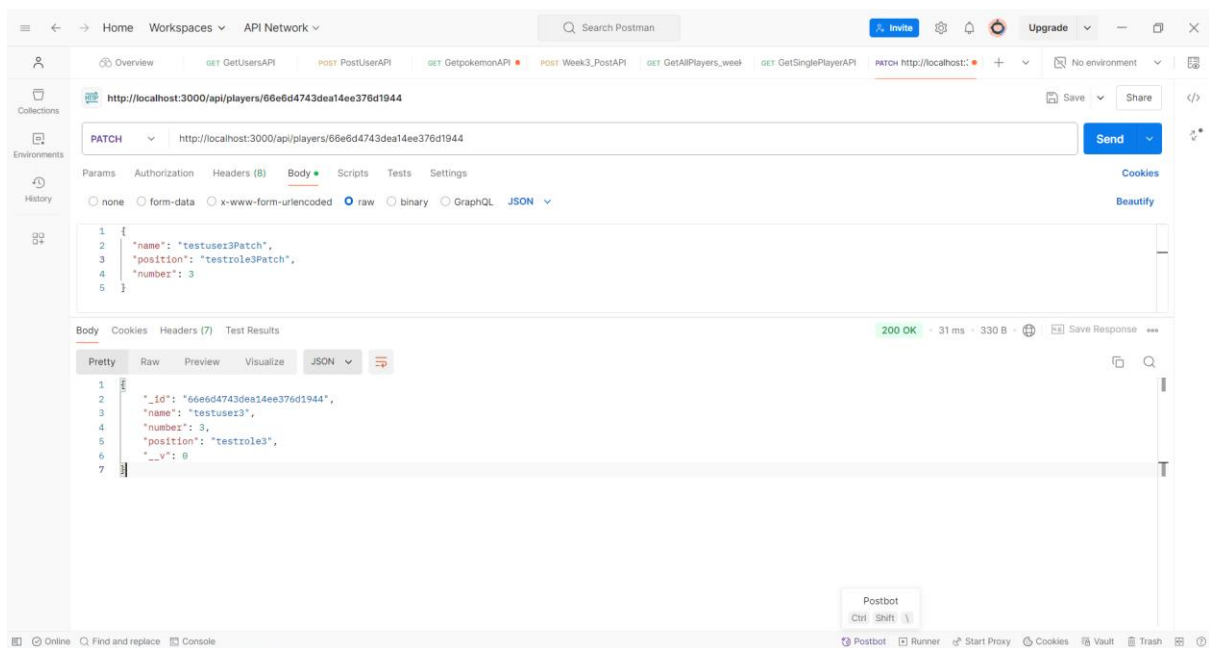 Home Workspaces API Network Search Postman Invite Upgrade
Overview GET GetUsersAPI POST PostUserAPI GET GetpokemonAPI POST Week3_PostAPI GET GetAllPlayers_week GET GetSinglePlayerAPI PATCH http://localhost: No environment
HTTP http://localhost:3000/api/players/66e6d4743dea14ee376d1944 Save Share
Collections
PATCH http://localhost:3000/api/players/66e6d4743dea14ee376d1944 Send
Environments
Params Authorization Headers (8) Body Scripts Tests Settings Cookies
History
none form-data x-www-form-urlencoded raw binary GraphQL JSON Beautify
1 {
2 "name": "testuser3Patch",
3 "position": "testrole3Patch",
4 "number": 3
5 }
Body Cookies Headers (7) Test Results 200 OK 31 ms 330 B Save Response
Pretty Raw Preview Visualize JSON
1 {
2 "_id": "66e6d4743dea14ee376d1944",
3 "name": "testuser3",
4 "number": 3,
5 "position": "testrole3",
6 "__v": 0
7 }
Postbot
Ctrl Shift \
Online Find and replace Console Postbot Runner Start Proxy Cookies Vault Trash